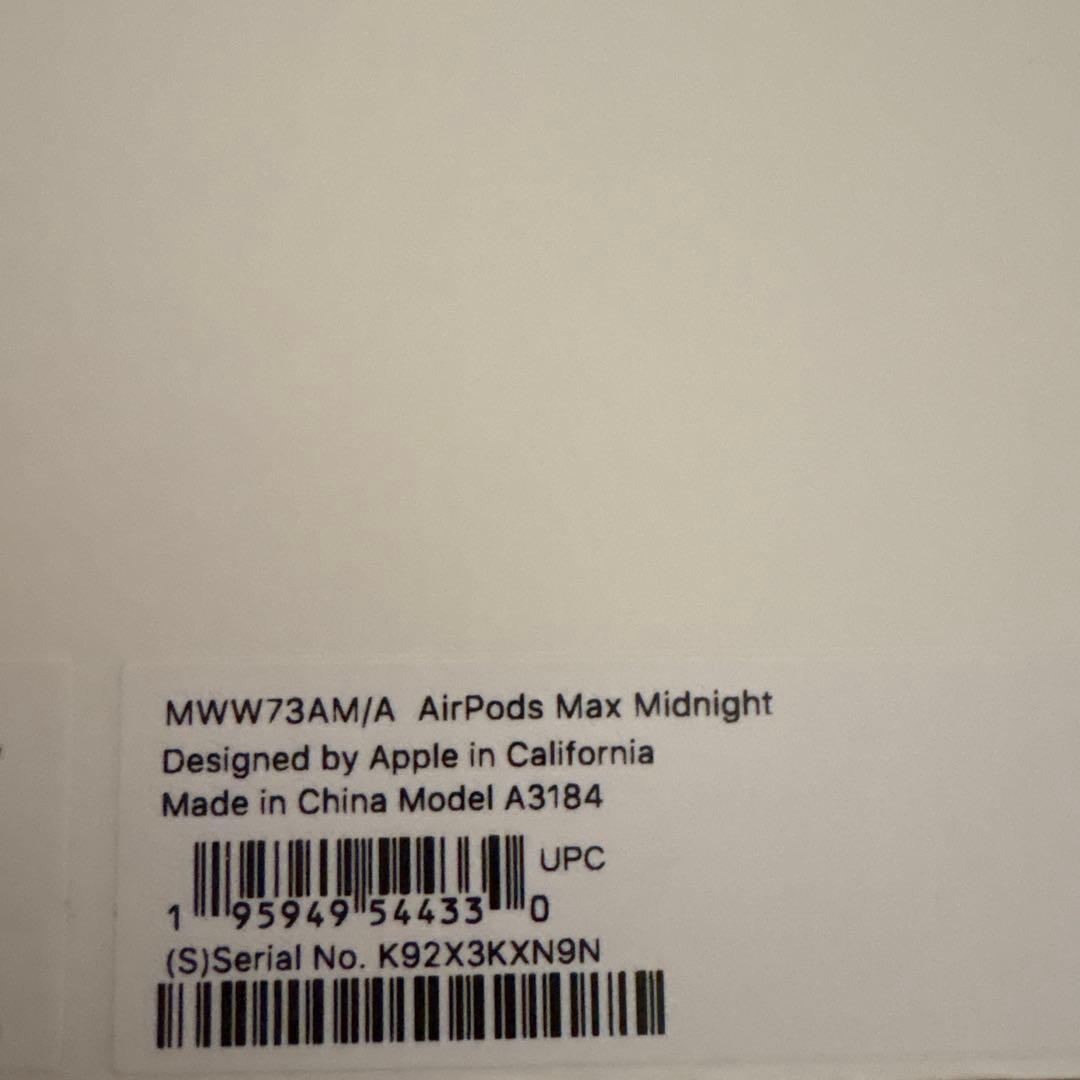 MWW73AM/A AirPods Max Midnight
Designed by Apple in California
Made in China Model A3184
UPC
1 95949 54433 0
(S)Serial No. K92X3KXN9N